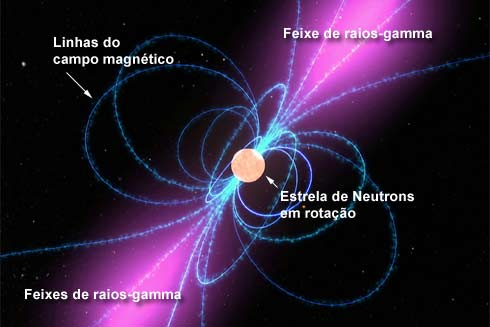 Feixe de raios-gamma
Linhas do
campo magnético
Estrela de Neutrons
em rotação
Feixes de raios-gamma